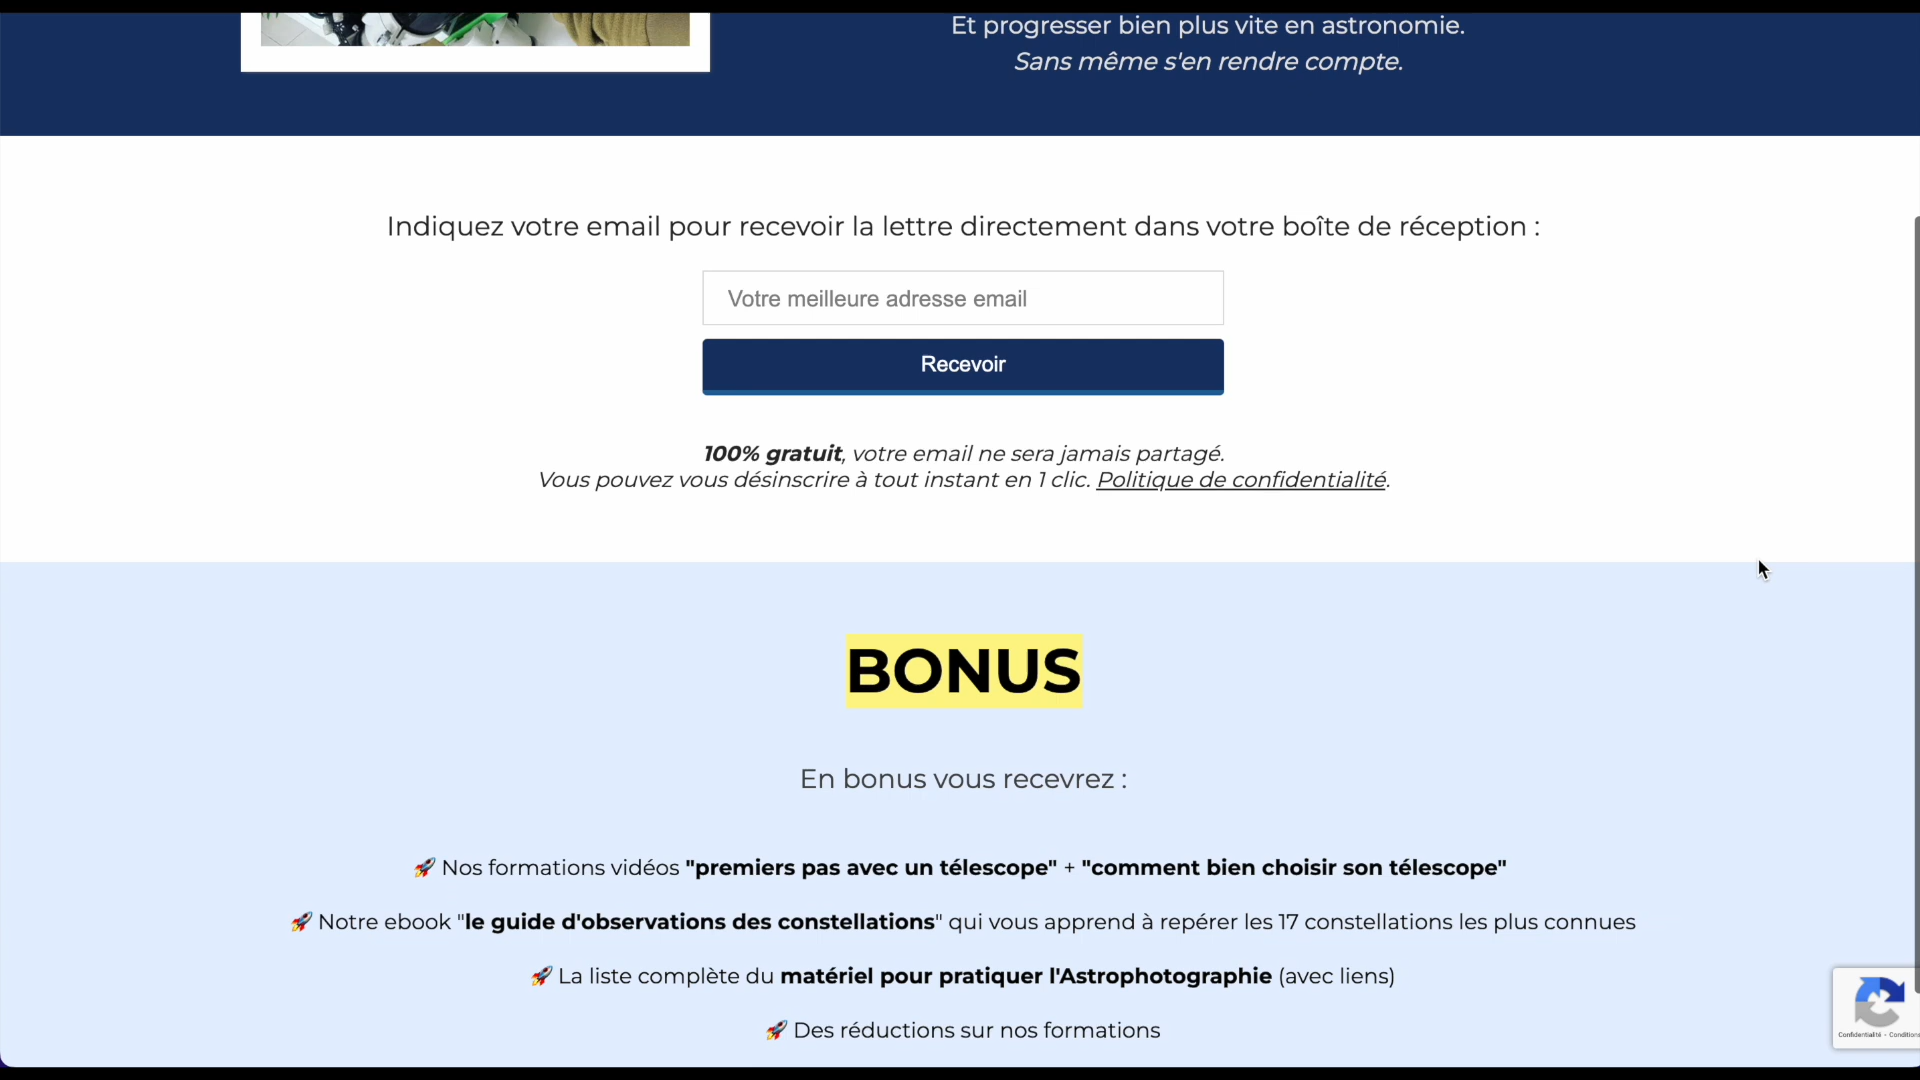 Et progresser bien plus vite en astronomie.
Sans même s'en rendre compte.
Indiquez votre email pour recevoir la lettre directement dans votre boîte de réception :
Votre meilleure adresse email
Recevoir
100% gratuit, votre email ne sera jamais partagé.
Vous pouvez vous désinscrire à tout instant en 1 clic. Politique de confidentialité.
BONUS
En bonus vous recevrez :
🚀 Nos formations vidéos "premiers pas avec un télescope" + "comment bien choisir son télescope"
🚀 Notre ebook "le guide d'observations des constellations" qui vous apprend à repérer les 17 constellations les plus connues
🚀 La liste complète du matériel pour pratiquer l'Astrophotographie (avec liens)
🚀 Des réductions sur nos formations
Confidentialité - Conditions